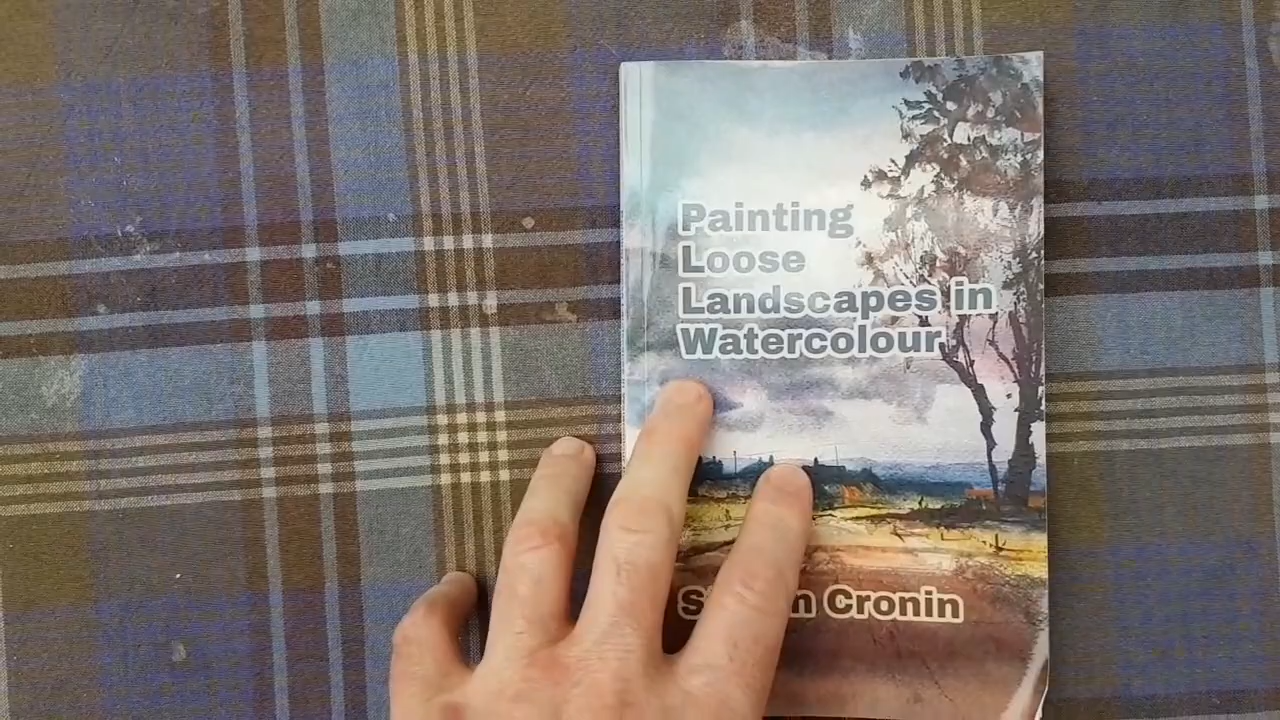 Painting
Loose
Landscapes in
Watercolour
Cronin